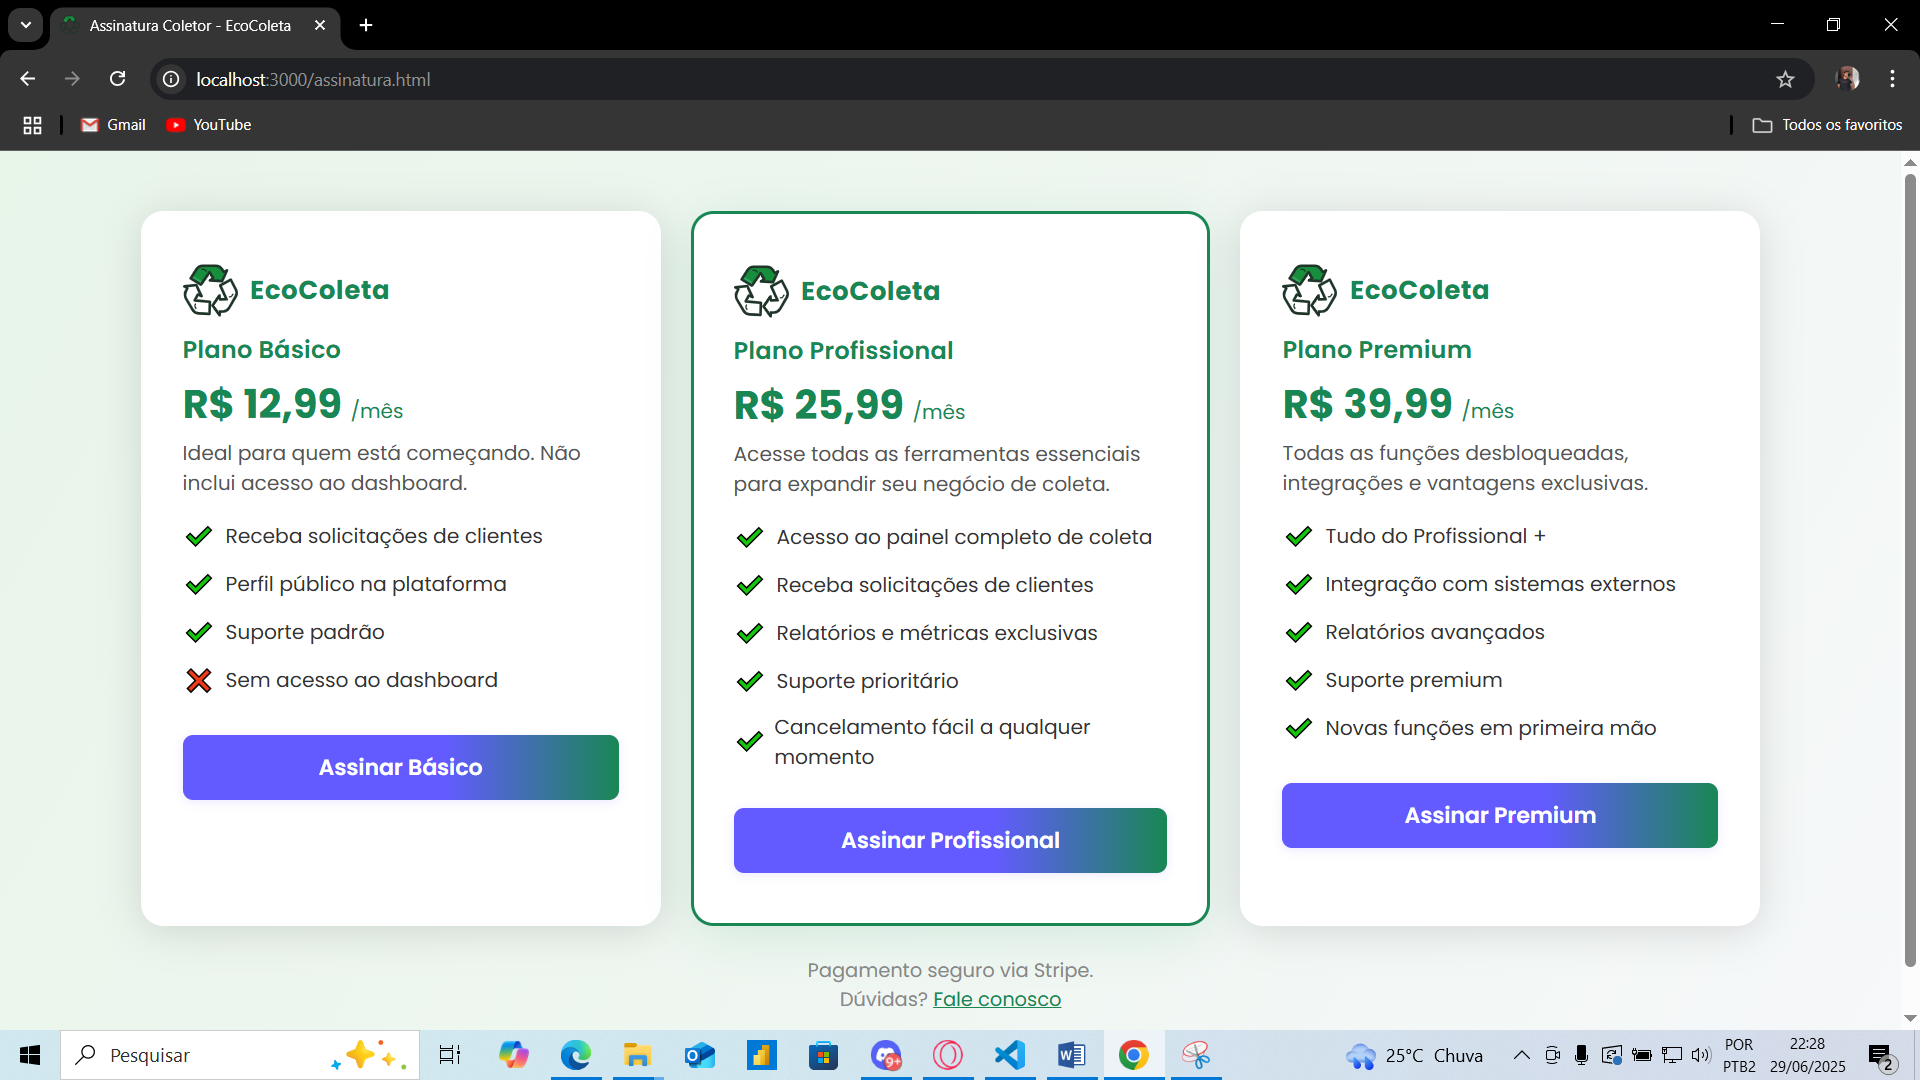 Assinatura Coletor - EcoColeta
localhost:3000/assinatura.html
Gmail
YouTube
Todos os favoritos
EcoColeta
Plano Básico
R$ 12,99 /mês
Ideal para quem está começando. Não
inclui acesso ao dashboard.
Receba solicitações de clientes
Perfil público na plataforma
Suporte padrão
Sem acesso ao dashboard
Assinar Básico
EcoColeta
Plano Profissional
R$ 25,99 /mês
Acesse todas as ferramentas essenciais
para expandir seu negócio de coleta.
Acesso ao painel completo de coleta
Receba solicitações de clientes
Relatórios e métricas exclusivas
Suporte prioritário
Cancelamento fácil a qualquer
momento
Assinar Profissional
EcoColeta
Plano Premium
R$ 39,99 /mês
Todas as funções desbloqueadas,
integrações e vantagens exclusivas.
Tudo do Profissional +
Integração com sistemas externos
Relatórios avançados
Suporte premium
Novas funções em primeira mão
Assinar Premium
Pagamento seguro via Stripe.
Dúvidas? Fale conosco
Pesquisar
9+
25°C Chuva
POR
PTB2
22:28
29/06/2025
2